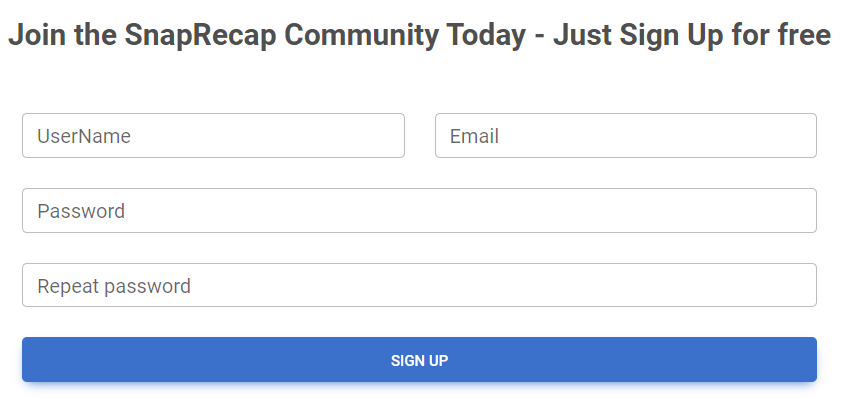 Join the SnapRecap Community Today - Just Sign Up for free
UserName
Email
Password
Repeat password
SIGN UP